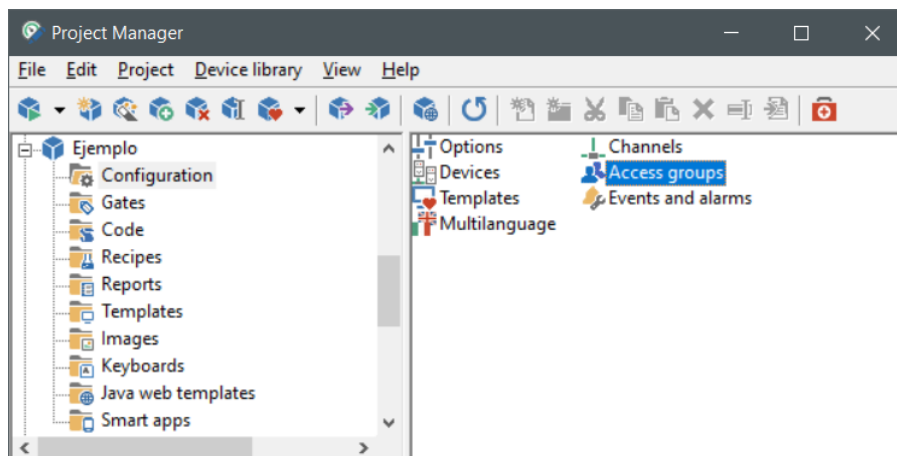 Project Manager
File Edit Project Device library View Help
Ejemplo
Configuration
Gates
Code
Recipes
Reports
Templates
Images
Keyboards
Java web templates
Smart apps
Options Channels
Devices Access groups
Templates Events and alarms
Multilanguage